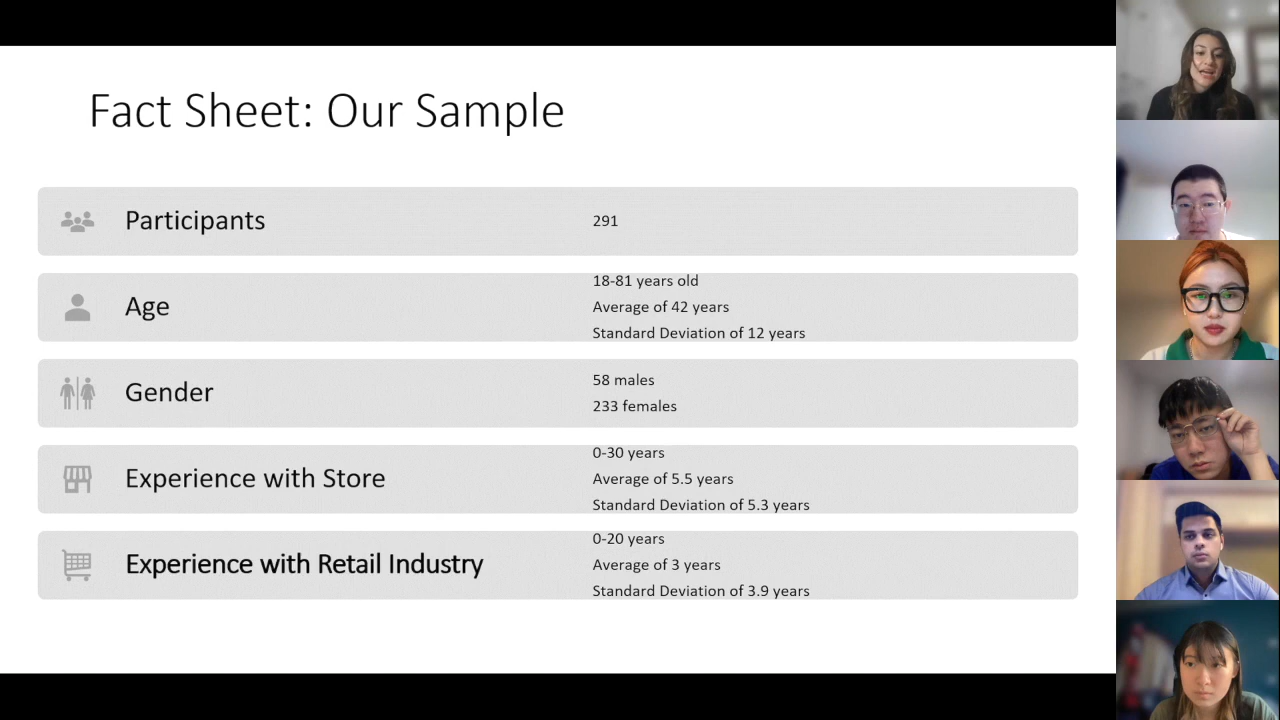 Fact Sheet: Our Sample
Participants
291
Age
18-81 years old
Average of 42 years
Standard Deviation of 12 years
Gender
58 males
233 females
Experience with Store
0-30 years
Average of 5.5 years
Standard Deviation of 5.3 years
Experience with Retail Industry
0-20 years
Average of 3 years
Standard Deviation of 3.9 years